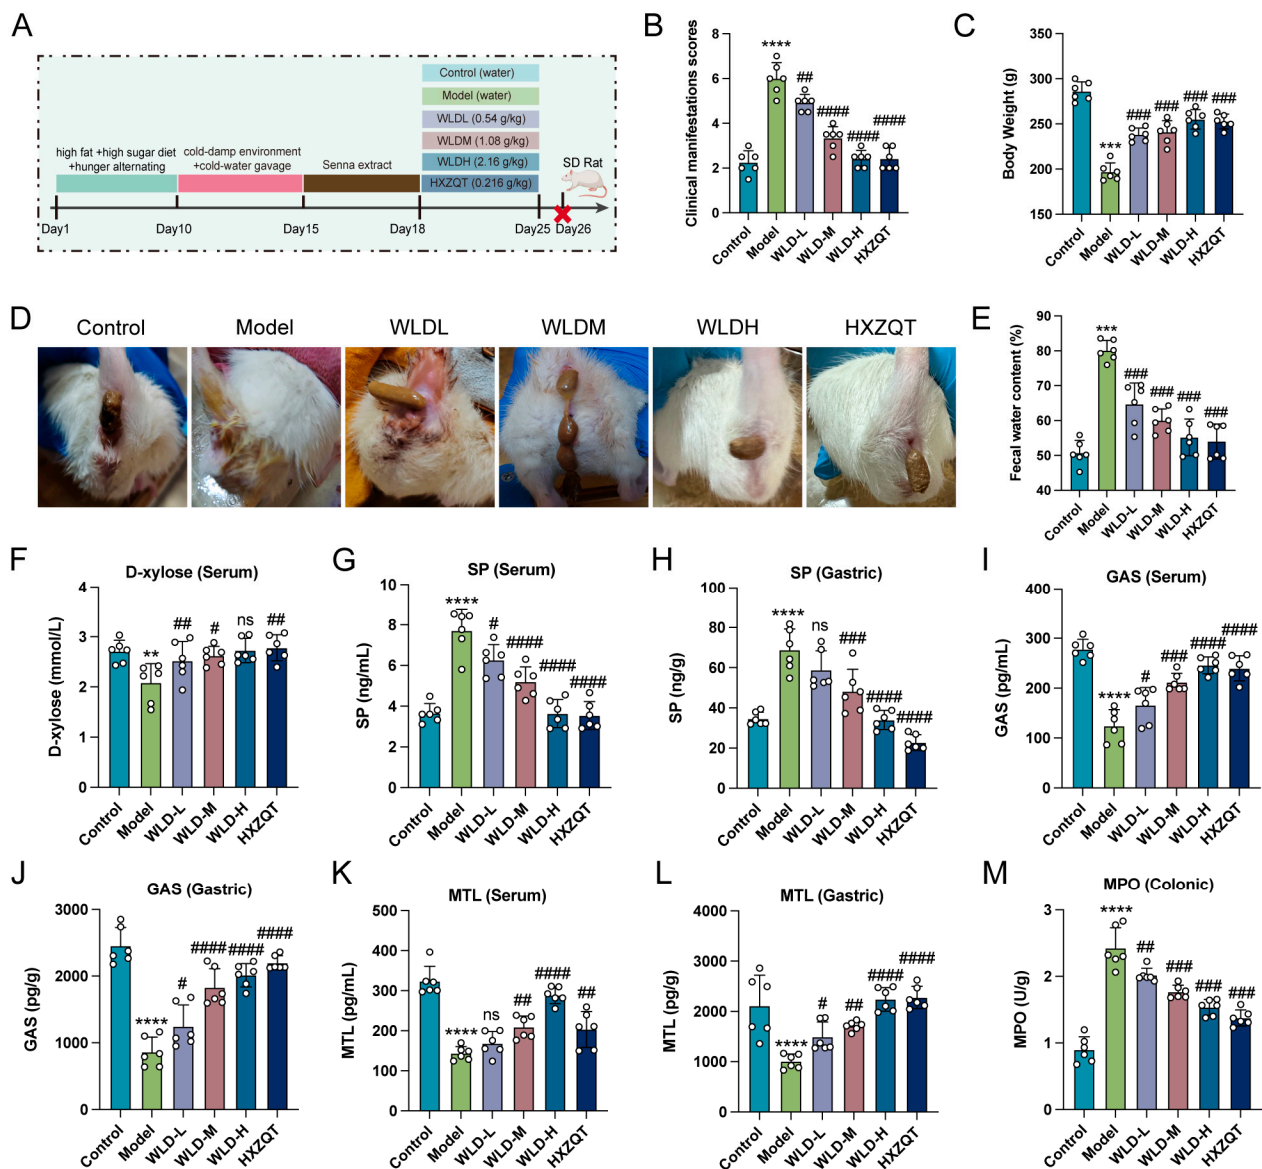 A
Control (water)
Model (water)
WLDL (0.54 g/kg)
WLDM (1.08 g/kg)
WLDH (2.16 g/kg)
HXZQT (0.216 g/kg)
high fat +high sugar diet
+hunger alternating
cold-damp environment
+cold-water gavage
Senna extract
SD Rat
Day1
Day10
Day15
Day18
Day25
Day26
B
Clinical manifestations scores
8
6
4
2
0
****
##
####
####
####
Control
Model
WLD-L
WLD-M
WLD-H
HXZQT
C
Body Weight (g)
350
300
250
200
150
***
###
###
###
###
Control
Model
WLD-L
WLD-M
WLD-H
HXZQT
D
Control
Model
WLDL
WLDM
WLDH
HXZQT
E
Fecal water content (%)
90
80
70
60
50
40
***
###
###
###
###
Control
Model
WLD-L
WLD-M
WLD-H
HXZQT
F
D-xylose (Serum)
D-xylose (mmol/L)
4
3
2
1
0
**
##
#
ns
##
Control
Model
WLD-L
WLD-M
WLD-H
HXZQT
G
SP (Serum)
SP (ng/mL)
10
8
6
4
2
0
****
#
####
####
####
Control
Model
WLD-L
WLD-M
WLD-H
HXZQT
H
SP (Gastric)
SP (ng/g)
100
80
60
40
20
0
****
ns
###
####
####
Control
Model
WLD-L
WLD-M
WLD-H
HXZQT
I
GAS (Serum)
GAS (pg/mL)
400
300
200
100
0
****
#
###
####
####
Control
Model
WLD-L
WLD-M
WLD-H
HXZQT
J
GAS (Gastric)
GAS (pg/g)
3000
2000
1000
0
****
#
####
####
####
Control
Model
WLD-L
WLD-M
WLD-H
HXZQT
K
MTL (Serum)
MTL (pg/mL)
500
400
300
200
100
0
****
ns
##
####
##
Control
Model
WLD-L
WLD-M
WLD-H
HXZQT
L
MTL (Gastric)
MTL (pg/g)
4000
3000
2000
1000
0
****
#
##
####
####
Control
Model
WLD-L
WLD-M
WLD-H
HXZQT
M
MPO (Colonic)
MPO (U/g)
3
2
1
0
****
##
###
###
###
Control
Model
WLD-L
WLD-M
WLD-H
HXZQT